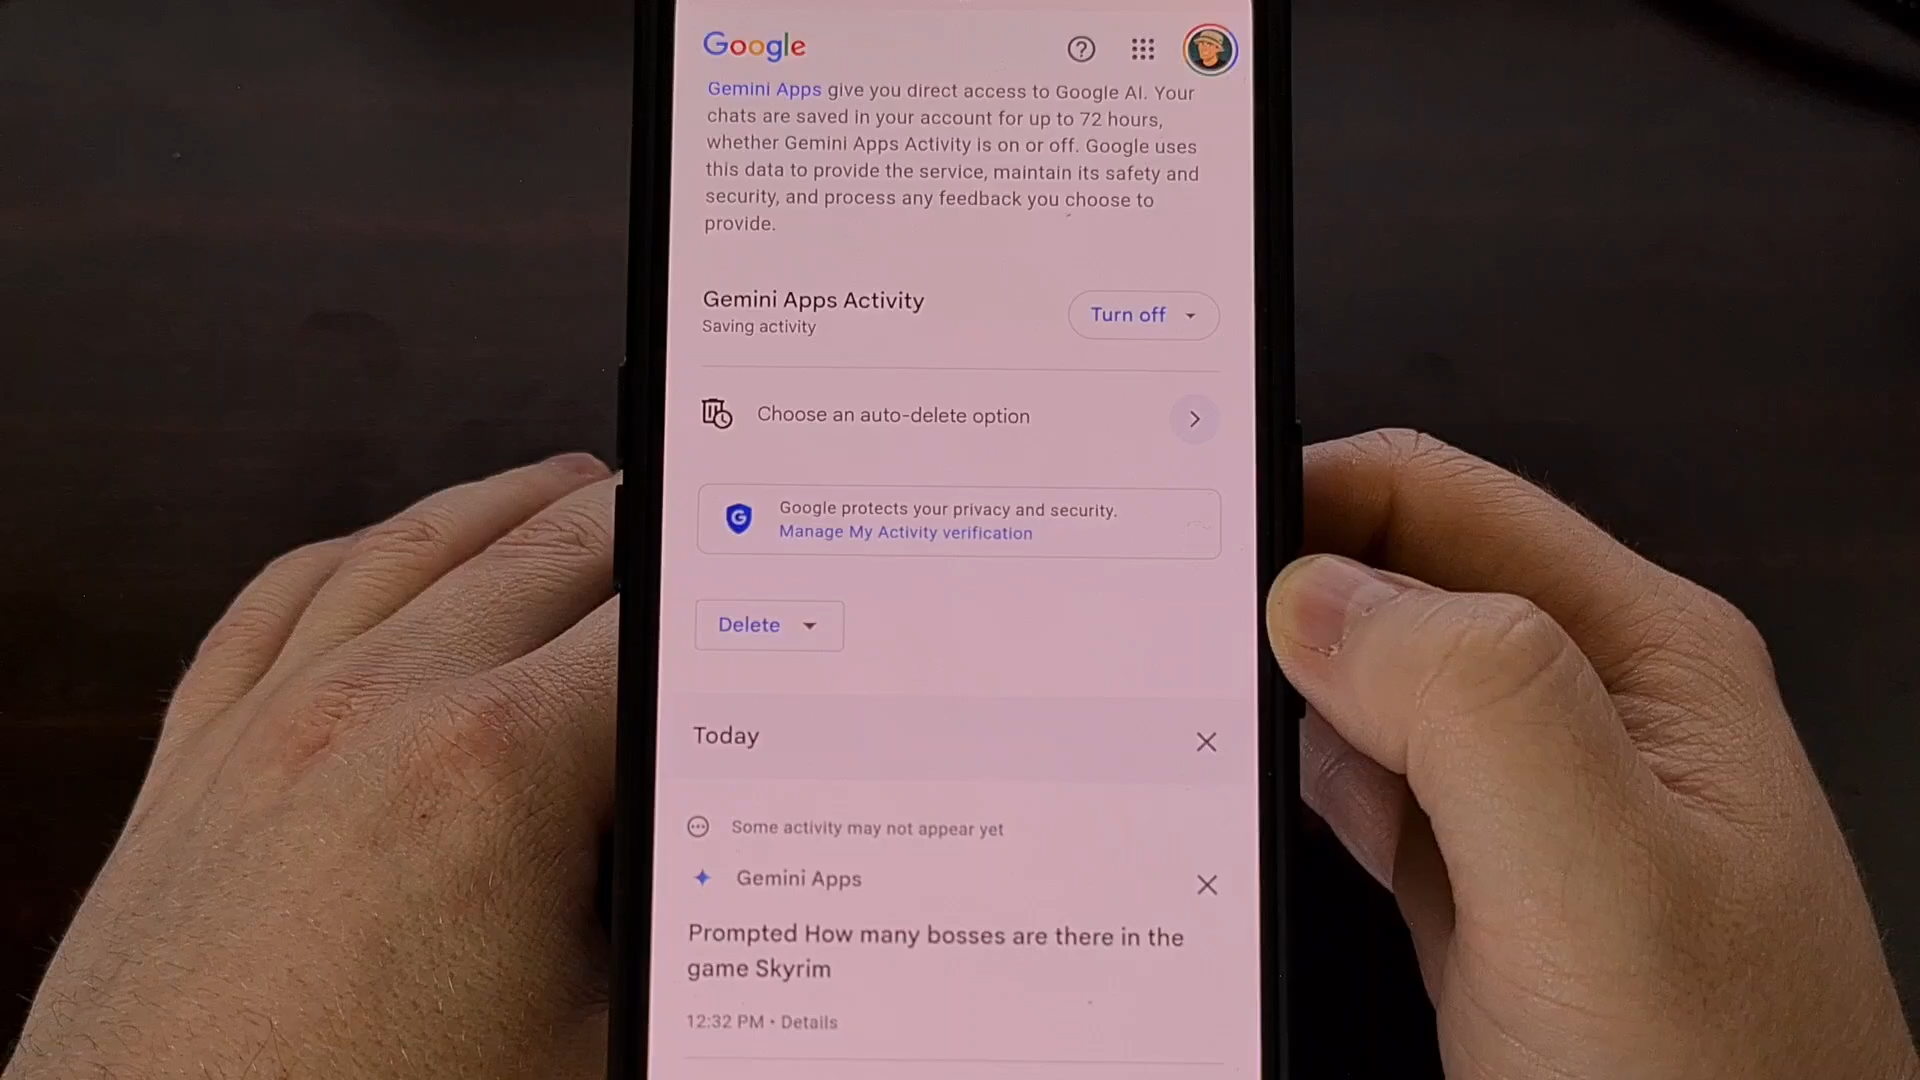 Google
Gemini Apps give you direct access to Google AI. Your
chats are saved in your account for up to 72 hours,
whether Gemini Apps Activity is on or off. Google uses
this data to provide the service, maintain its safety and
security, and process any feedback you choose to
provide.
Gemini Apps Activity
Saving activity
Turn off
Choose an auto-delete option
Google protects your privacy and security.
Manage My Activity verification
Delete
Today
Some activity may not appear yet
Gemini Apps
Prompted How many bosses are there in the
game Skyrim
12:32 PM • Details